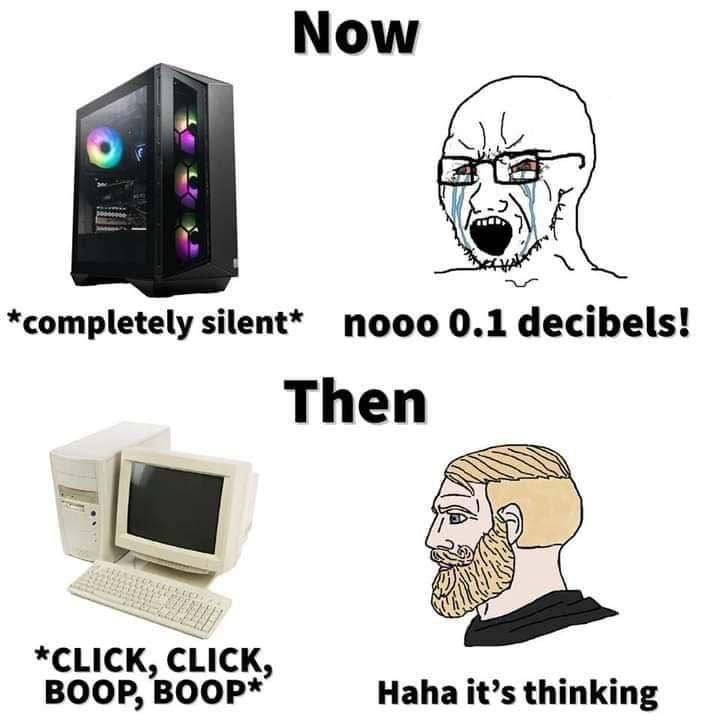 Now
*completely silent*
nooo 0.1 decibels!
Then
*CLICK, CLICK,
BOOP, BOOP*
Haha it's thinking